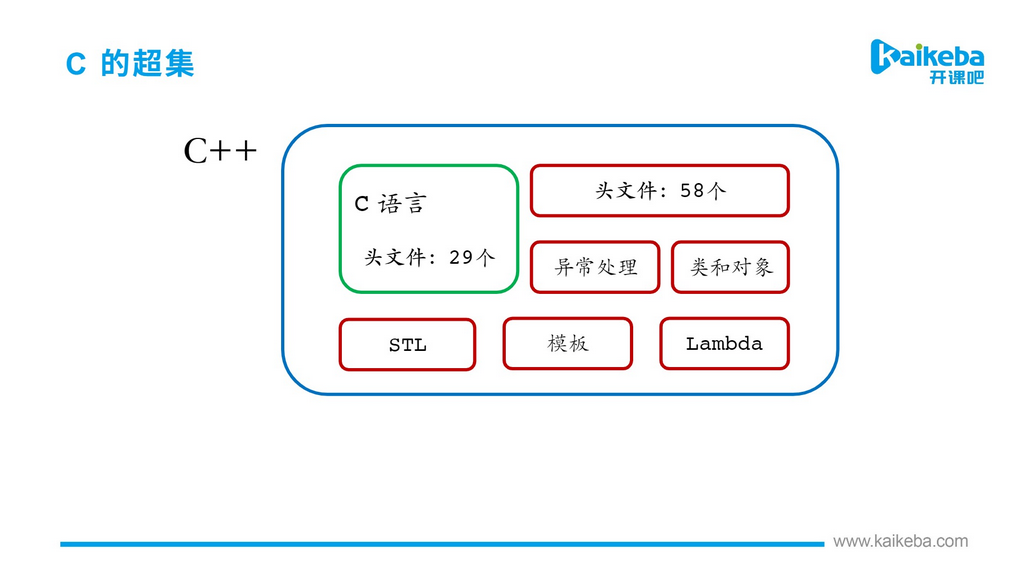 C 的超集
kaikeba
开课吧
C++
C 语言
头文件：29个
头文件：58个
异常处理
类和对象
STL
模板
Lambda
www.kaikeba.com